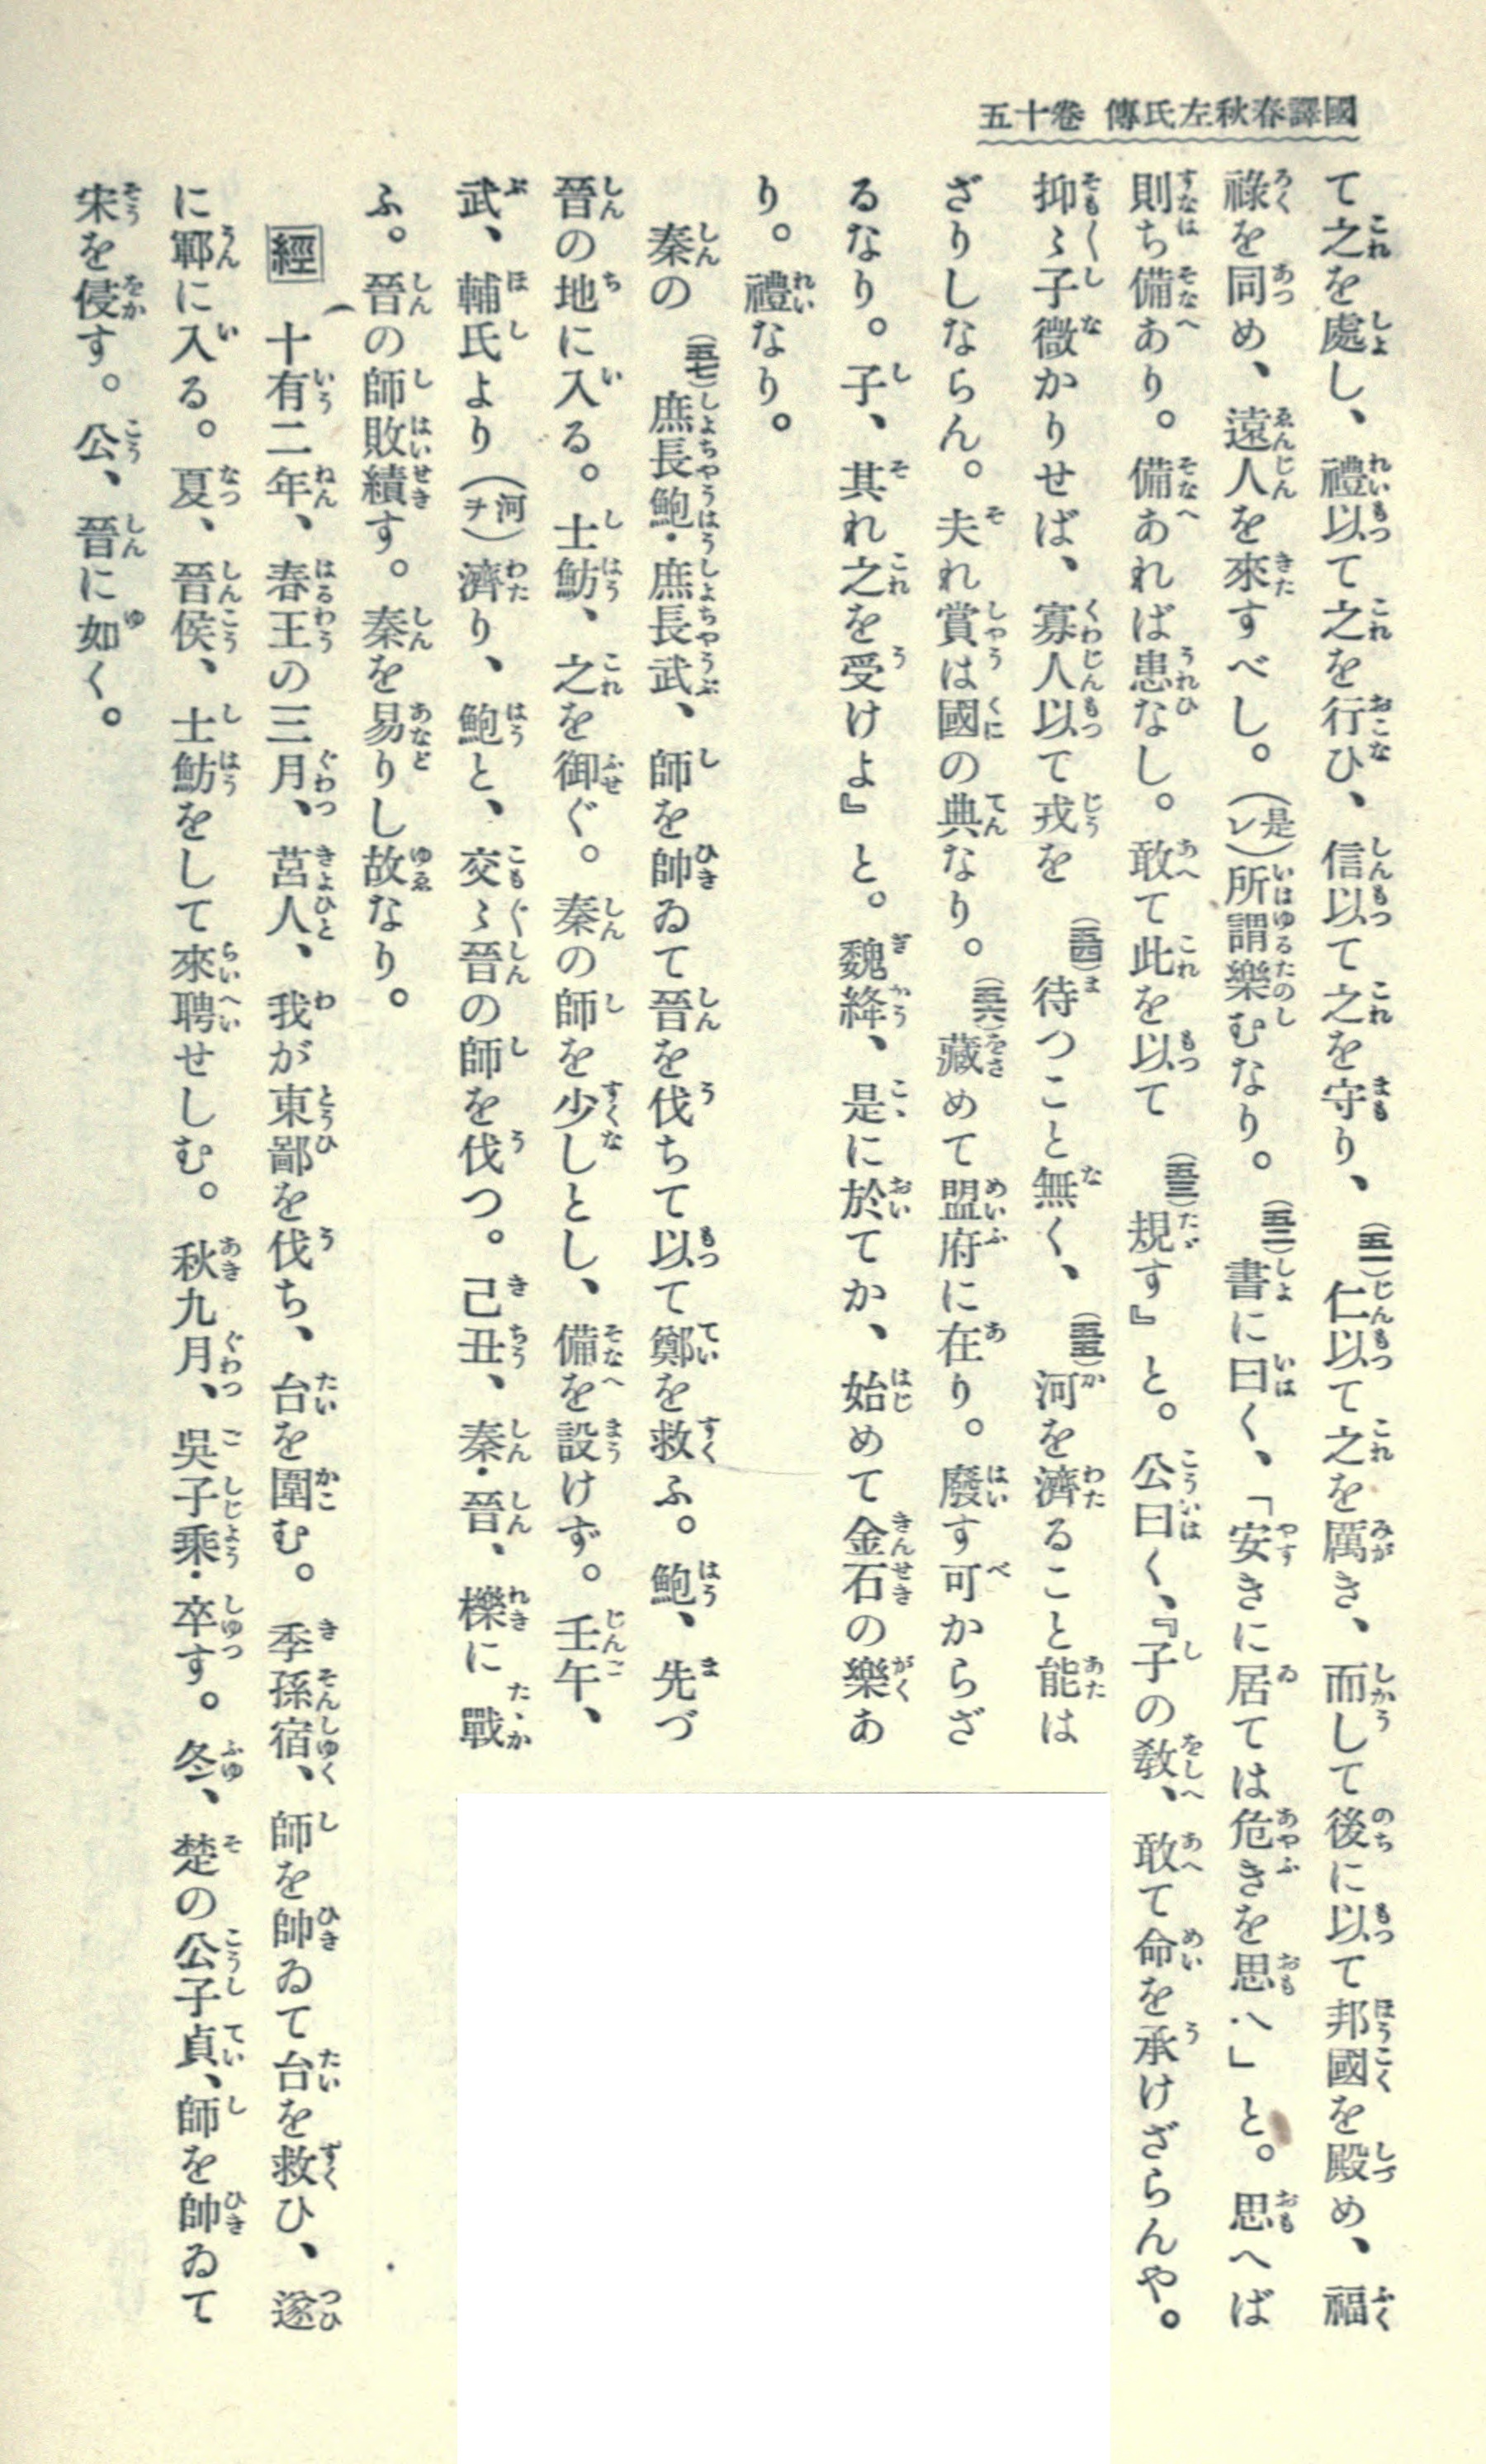 國譯春秋左氏傳 卷十五
て之を處し、禮以て之を行ひ、信以て之を守り、(五一)仁以て之を厲き、而して後に以て邦國を殿め、福
祿を同め、遠人を來すべし。(是レ)所謂樂むなり。(五二)書に曰く、「安きに居ては危きを思へ」と。思へば
則ち備あり。備あれば患なし。敢て此を以て(五三)規す』と。公曰く、『子の敎、敢て命を承けざらんや。
抑〻子微かりせば、寡人以て戎を(五四)待つこと無く、(五五)河を濟ること能は
ざりしならん。夫れ賞は國の典なり。(五六)藏めて盟府に在り。廢す可からざ
るなり。子、其れ之を受けよ』と。魏絳、是に於てか、始めて金石の樂あ
り。禮なり。
秦の(五七)庶長鮑・庶長武、師を帥ゐて晉を伐ちて以て鄭を救ふ。鮑、先づ
晉の地に入る。士魴、之を御ぐ。秦の師を少しとし、備を設けず。壬午、
武、輔氏より(河ヲ)濟り、鮑と、交〻晉の師を伐つ。己丑、秦・晉、櫟に戰
ふ。晉の師敗績す。秦を易りし故なり。
經 十有二年、春王の三月、莒人、我が東鄙を伐ち、台を圍む。季孫宿、師を帥ゐて台を救ひ、遂
に鄆に入る。夏、晉侯、士魴をして來聘せしむ。秋九月、吳子乘・卒す。冬、楚の公子貞、師を帥ゐて
宋を侵す。公、晉に如く。